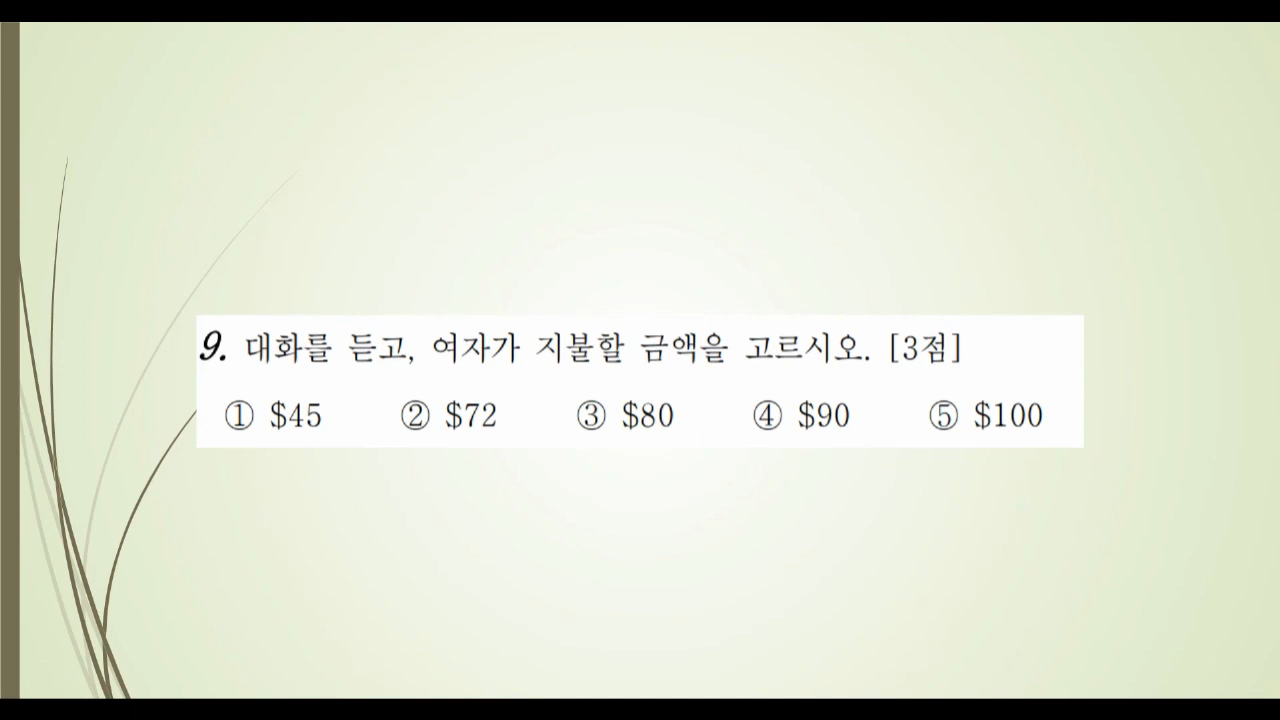 9. 대화를 듣고, 여자가 지불할 금액을 고르시오. [3점]
① $45 ② $72 ③ $80 ④ $90 ⑤ $100